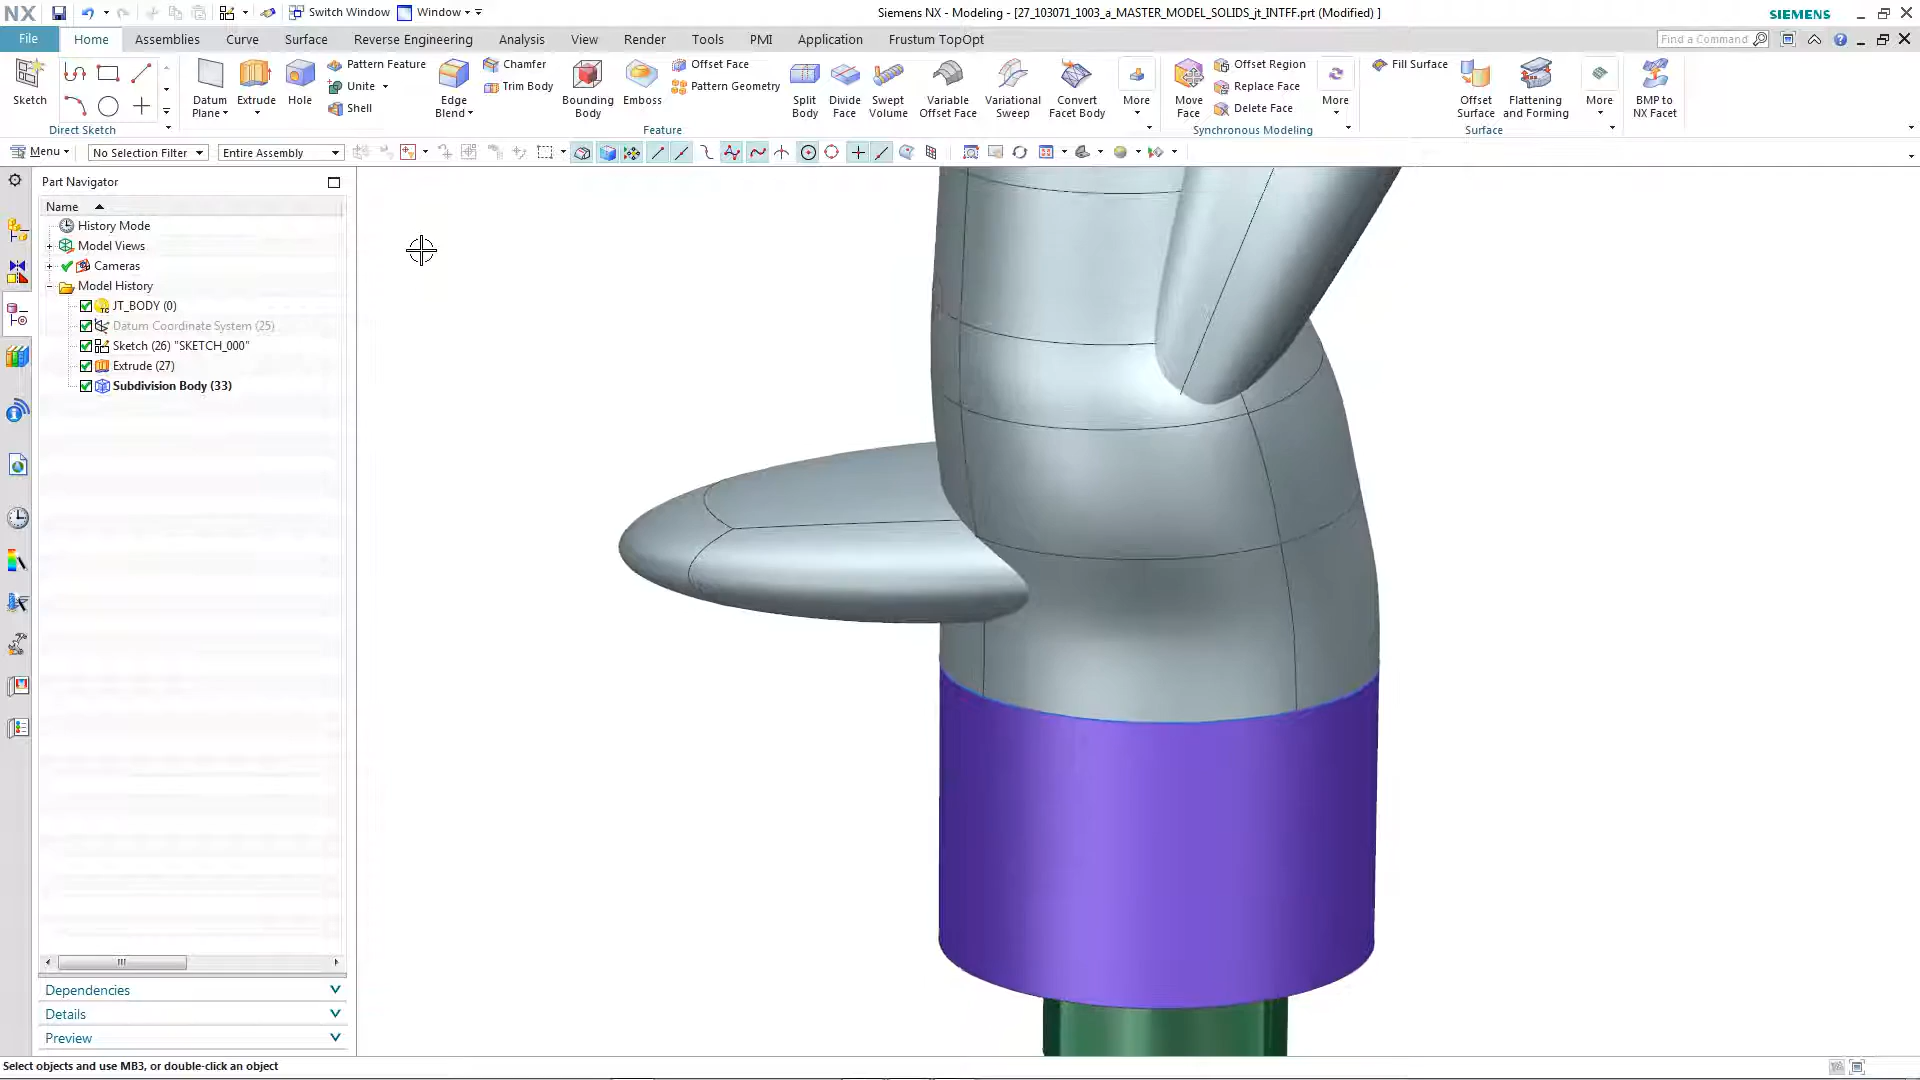 NX
Switch Window
Window
Siemens NX - Modeling - [27_103071_1003_a_MASTER_MODEL_SOLIDS_jt_INTFF.prt (Modified) ]
SIEMENS
File
Home
Assemblies
Curve
Surface
Reverse Engineering
Analysis
View
Render
Tools
PMI
Application
Frustum TopOpt
Find a Command
Sketch
Direct Sketch
Datum Plane
Extrude
Hole
Pattern Feature
Unite
Shell
Edge Blend
Chamfer
Trim Body
Bounding Body
Emboss
Offset Face
Pattern Geometry
Split Body
Divide Face
Swept Volume
Variable Offset Face
Variational Sweep
Convert Facet Body
More
Feature
Move Face
Offset Region
Replace Face
Delete Face
More
Synchronous Modeling
Fill Surface
Offset Surface
Flattening and Forming
More
Surface
BMP to NX Facet
Menu
No Selection Filter
Entire Assembly
Part Navigator
Name
History Mode
Model Views
Cameras
Model History
JT_BODY (0)
Datum Coordinate System (25)
Sketch (26) "SKETCH_000"
Extrude (27)
Subdivision Body (33)
Dependencies
Details
Preview
Select objects and use MB3, or double-click an object